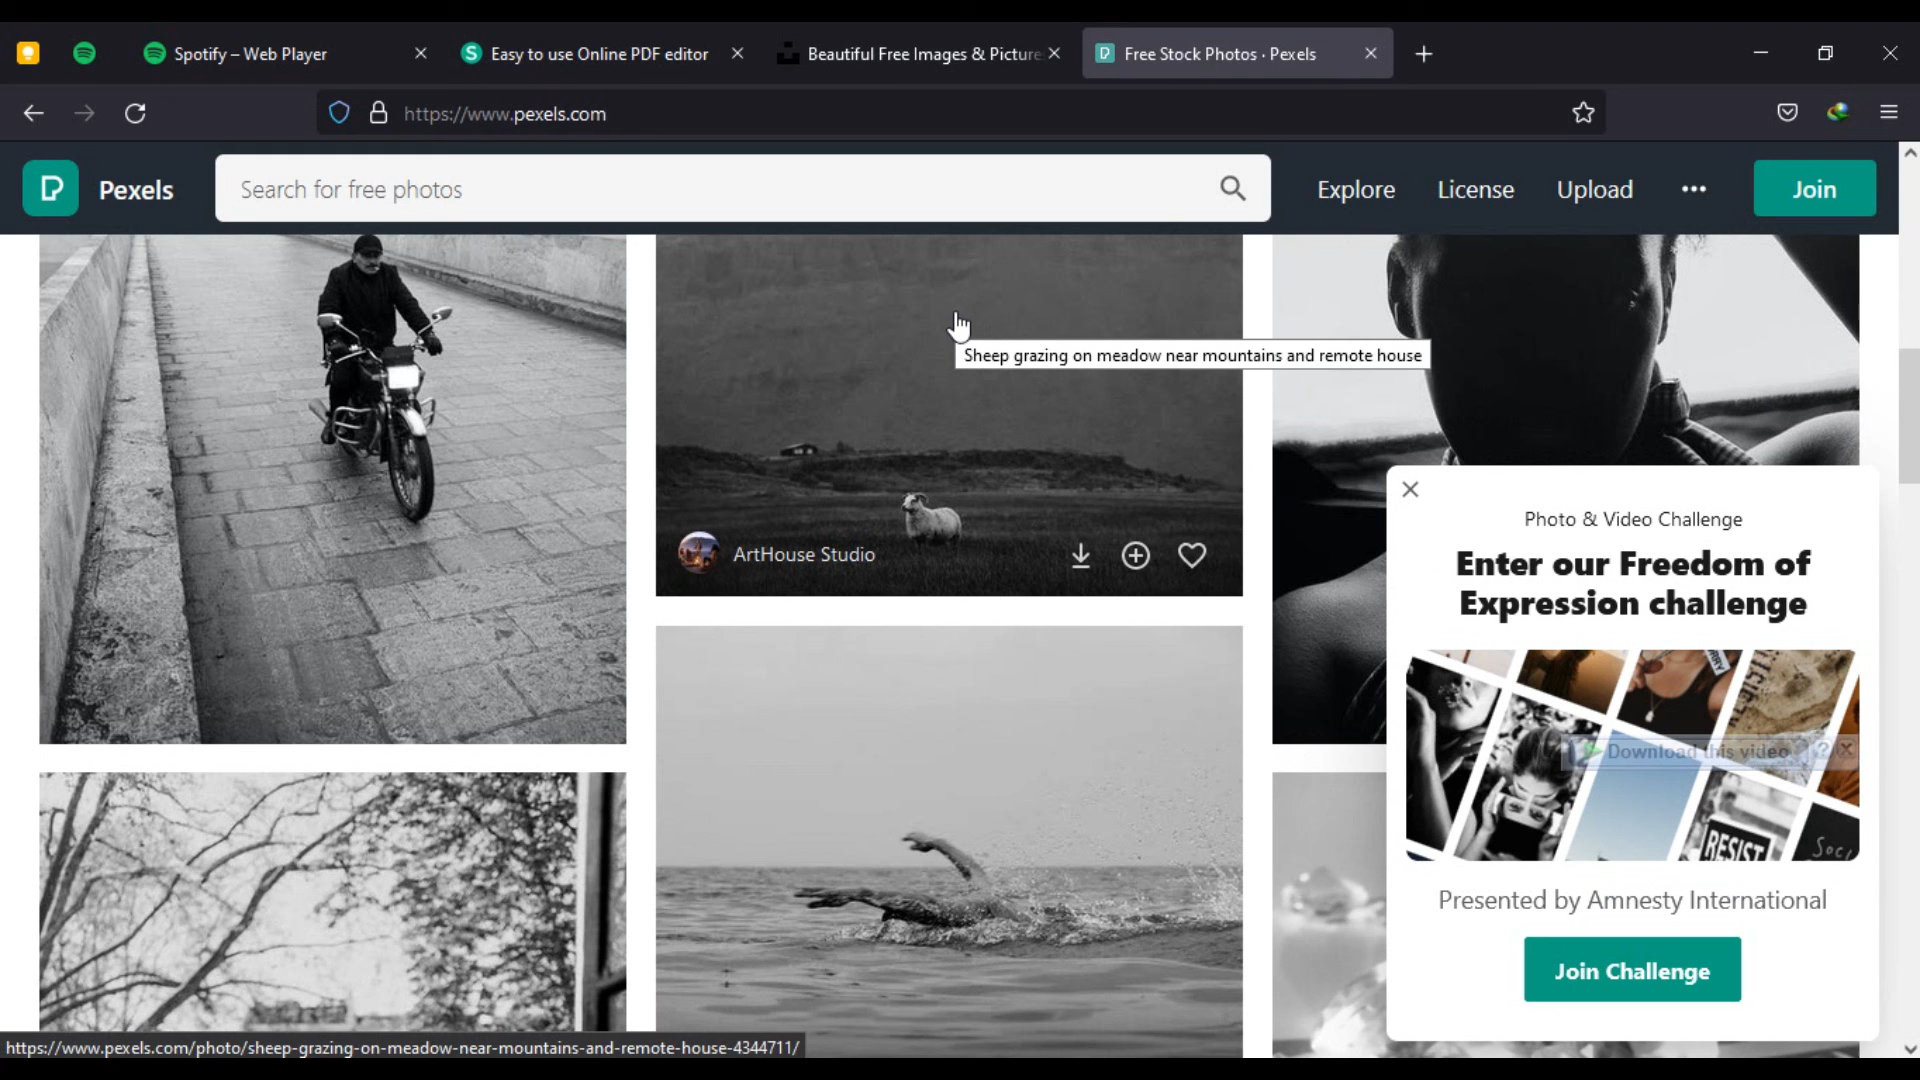 Spotify – Web Player
Easy to use Online PDF editor
Beautiful Free Images & Picture
Free Stock Photos · Pexels
https://www.pexels.com
Pexels
Search for free photos
Explore
License
Upload
Join
Sheep grazing on meadow near mountains and remote house
ArtHouse Studio
Photo & Video Challenge
Enter our Freedom of
Expression challenge
Download this video
RESIST
Presented by Amnesty International
Join Challenge
https://www.pexels.com/photo/sheep-grazing-on-meadow-near-mountains-and-remote-house-4344711/